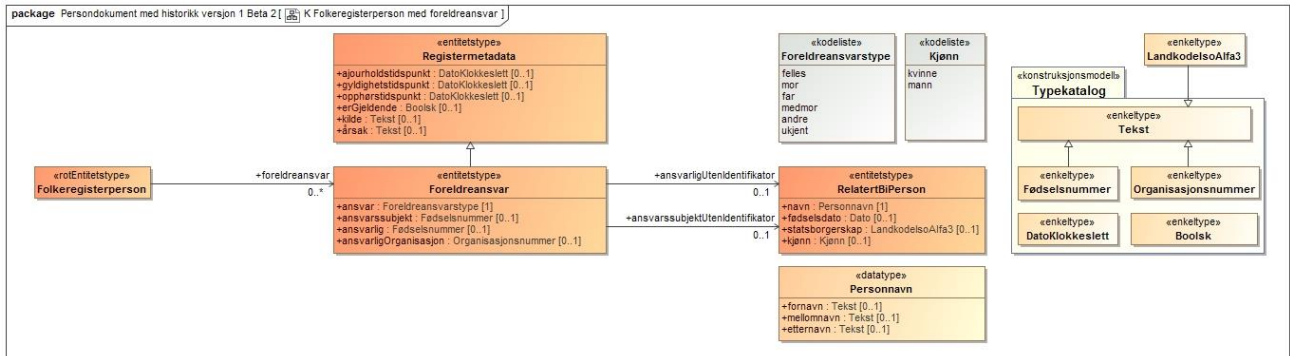 package Persondokument med historikk versjon 1 Beta 2 [ K Folkeregisterperson med foreldreansvar ]
«entitetstype»
Registermetadata
+ajourholdstidspunkt : DatoKlokkeslett [0..1]
+gyldighetstidspunkt : DatoKlokkeslett [0..1]
+opphørstidspunkt : DatoKlokkeslett [0..1]
+erGjeldende : Boolsk [0..1]
+kilde : Tekst [0..1]
+årsak : Tekst [0..1]
«kodeliste»
Foreldreansvarstype
felles
mor
far
medmor
andre
ukjent
«kodeliste»
Kjønn
kvinne
mann
«enkeltype»
LandkodeIsoAlfa3
«konstruksjonsmodell»
Typekatalog
«enkeltype»
Tekst
«enkeltype»
Fødselsnummer
«enkeltype»
Organisasjonsnummer
«enkeltype»
DatoKlokkeslett
«enkeltype»
Boolsk
«rotEntitetstype»
Folkeregisterperson
+foreldreansvar
0..*
«entitetstype»
Foreldreansvar
+ansvar : Foreldreansvarstype [1]
+ansvarssubjekt : Fødselsnummer [0..1]
+ansvarlig : Fødselsnummer [0..1]
+ansvarligOrganisasjon : Organisasjonsnummer [0..1]
+ansvarligUtenIdentifikator
0..1
+ansvarssubjektUtenIdentifikator
0..1
«entitetstype»
RelatertBiPerson
+navn : Personnavn [1]
+fødselsdato : Dato [0..1]
+statsborgerskap : LandkodeIsoAlfa3 [0..1]
+kjønn : Kjønn [0..1]
«datatype»
Personnavn
+fornavn : Tekst [0..1]
+mellomnavn : Tekst [0..1]
+etternavn : Tekst [0..1]